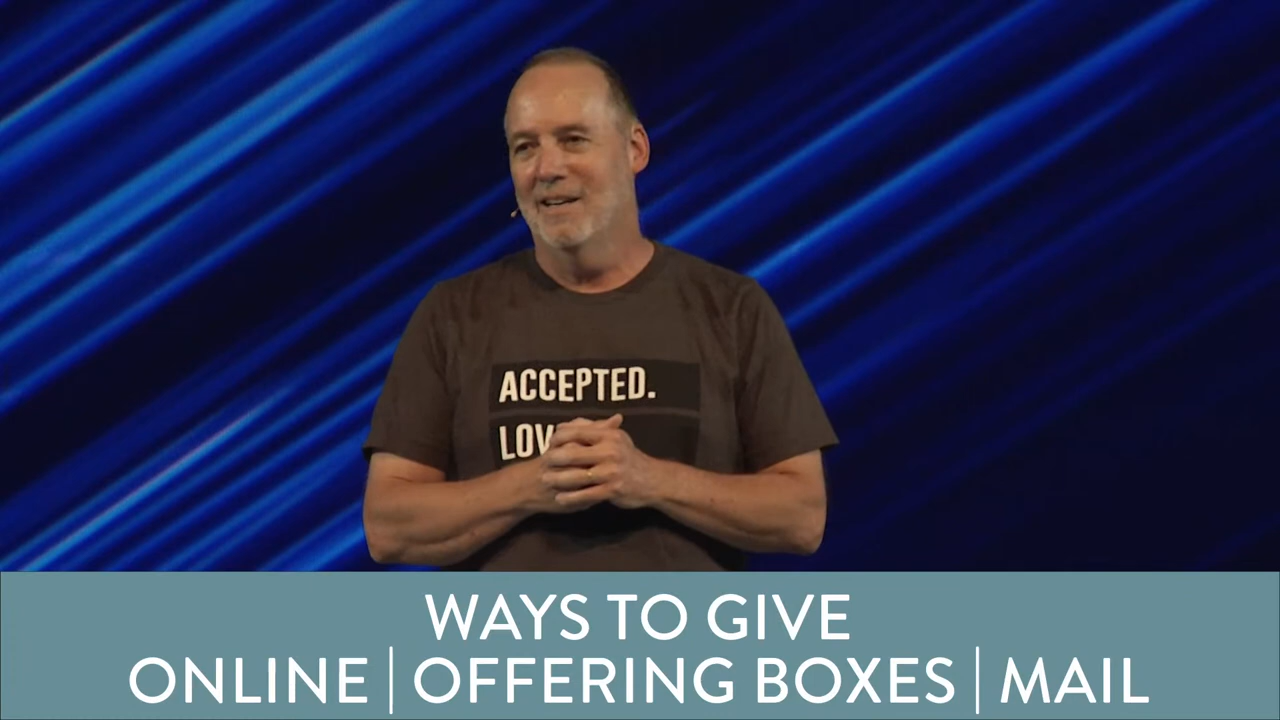 ACCEPTED.
WAYS TO GIVE
ONLINE | OFFERING BOXES | MAIL